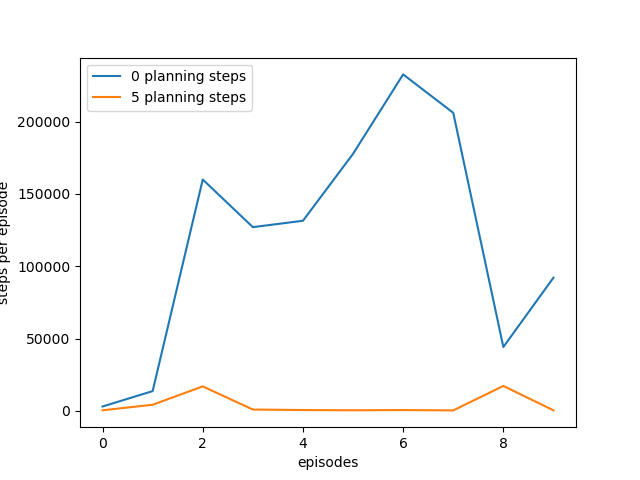 0 planning steps
5 planning steps
200000
150000
100000
50000
0
steps per episode
0 2 4 6 8
episodes